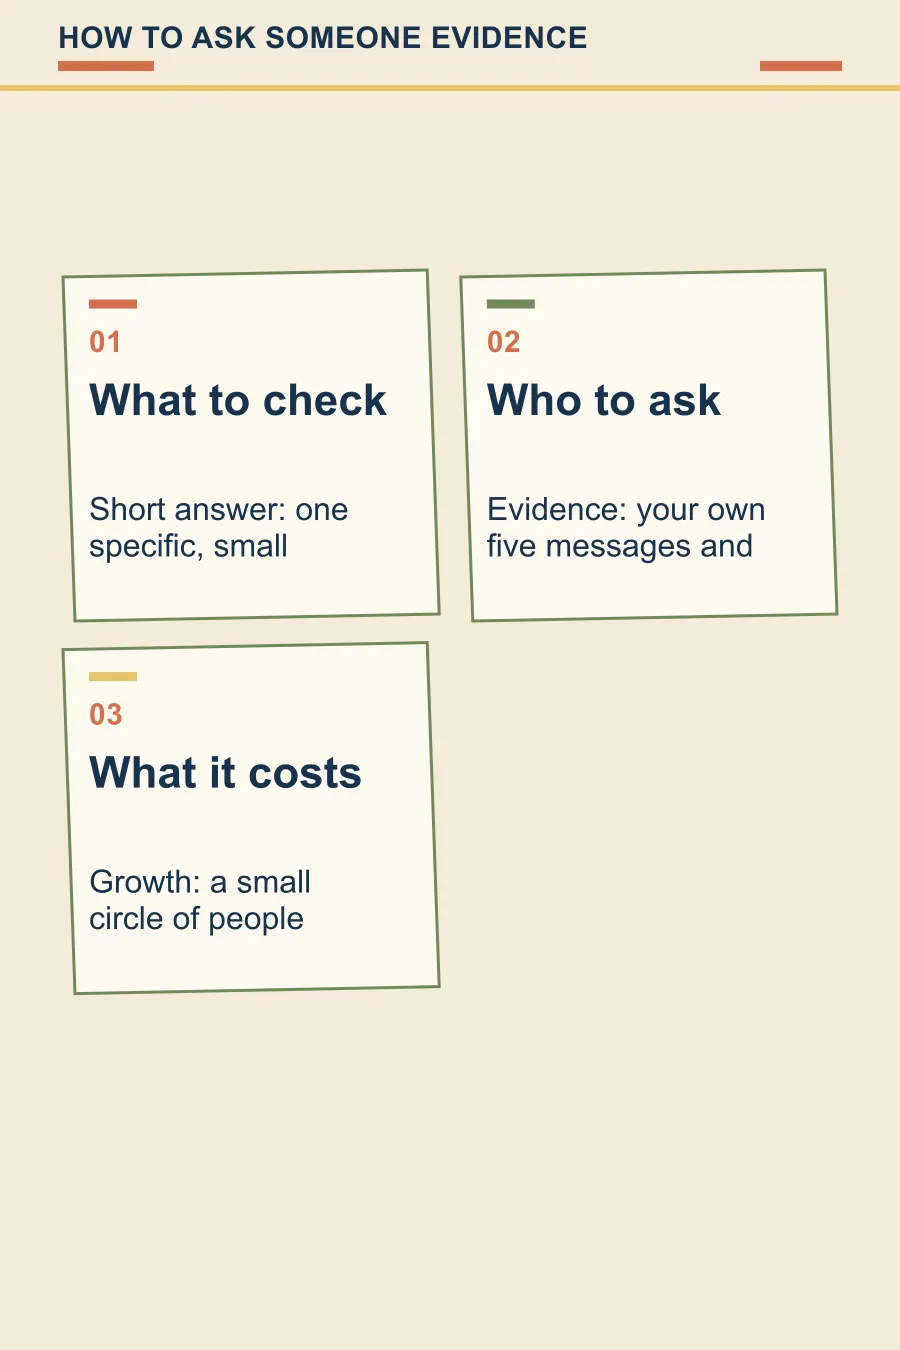 HOW TO ASK SOMEONE EVIDENCE
01
What to check
Short answer: one
specific, small
02
Who to ask
Evidence: your own
five messages and
03
What it costs
Growth: a small
circle of people